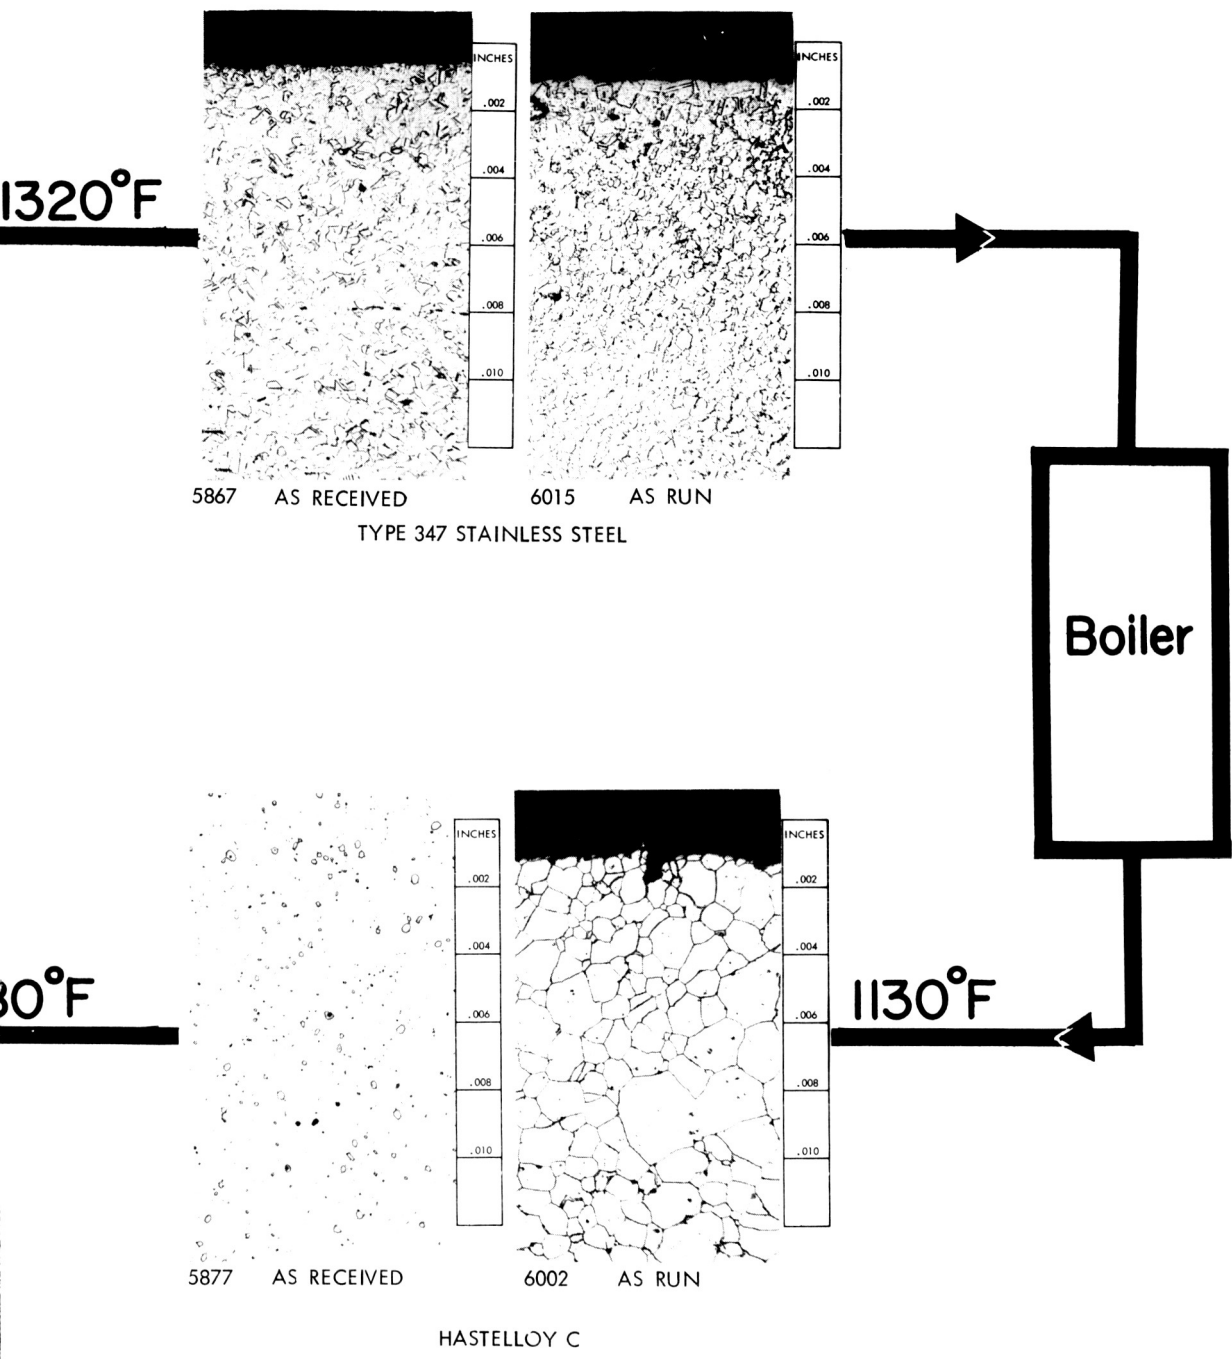 INCHES
.002
.004
.006
.008
.010
INCHES
.002
.004
.006
.008
.010
1320°F
5867 AS RECEIVED
6015 AS RUN
TYPE 347 STAINLESS STEEL
Boiler
INCHES
.002
.004
.006
.008
.010
INCHES
.002
.004
.006
.008
.010
80°F
1130°F
5877 AS RECEIVED
6002 AS RUN
HASTELLOY C